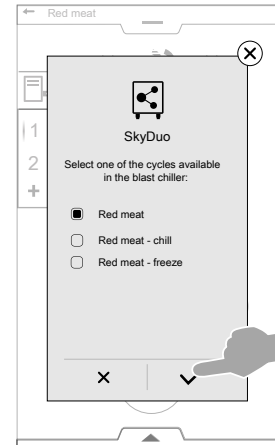 Red meat
SkyDuo
Select one of the cycles available
in the blast chiller:
1
2
+
Red meat
Red meat - chill
Red meat - freeze